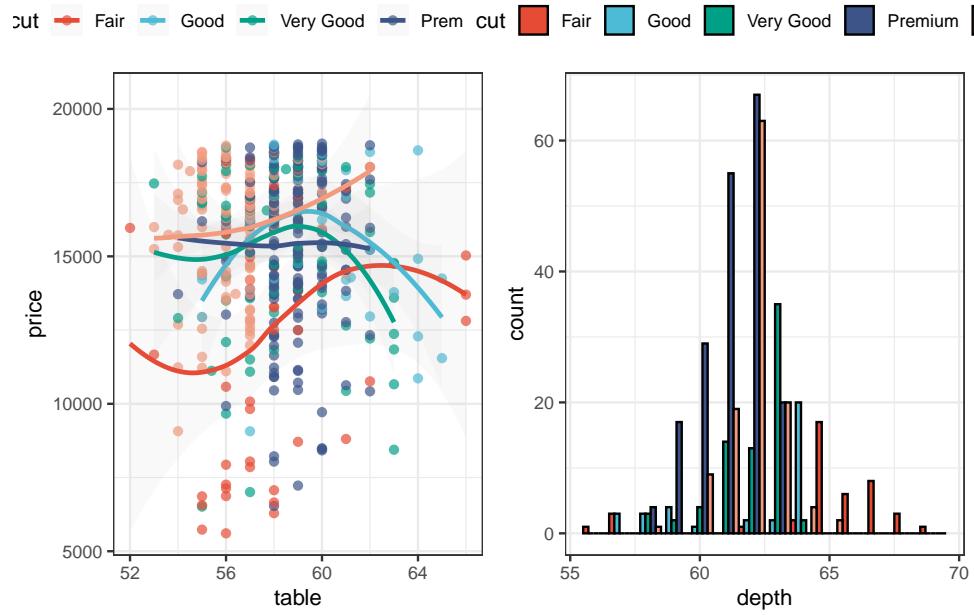 cut Fair Good Very Good Prem
cut Fair Good Very Good Premium
price
20000
15000
10000
5000
52 56 60 64
table
count
60
40
20
0
55 60 65 70
depth